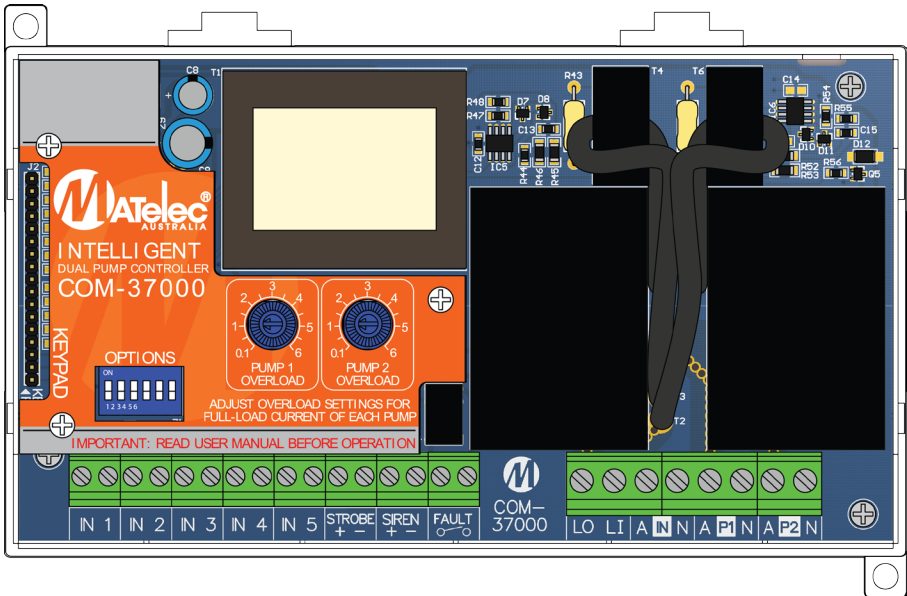 C8
T1
+
R43
T4
T6
C14
R48
R47
D7
D8
C13
C12
IC5
R44
R46
R45
R54
R55
C15
D10
D11
D12
R52
R53
R56
Q5
J2
MATelec®
AUSTRALIA
INTELLIGENT
DUAL PUMP CONTROLLER
COM-37000
KEYPAD
K1
0.1 1 2 3 4 5 6
PUMP 1
OVERLOAD
0.1 1 2 3 4 5 6
PUMP 2
OVERLOAD
OPTIONS
ON
1 2 3 4 5 6
ADJUST OVERLOAD SETTINGS FOR
FULL-LOAD CURRENT OF EACH PUMP
IMPORTANT: READ USER MANUAL BEFORE OPERATION
3
T2
M
COM-
37000
IN 1 IN 2 IN 3 IN 4 IN 5 STROBE + − SIREN + − FAULT
LO LI A IN N A P1 N A P2 N